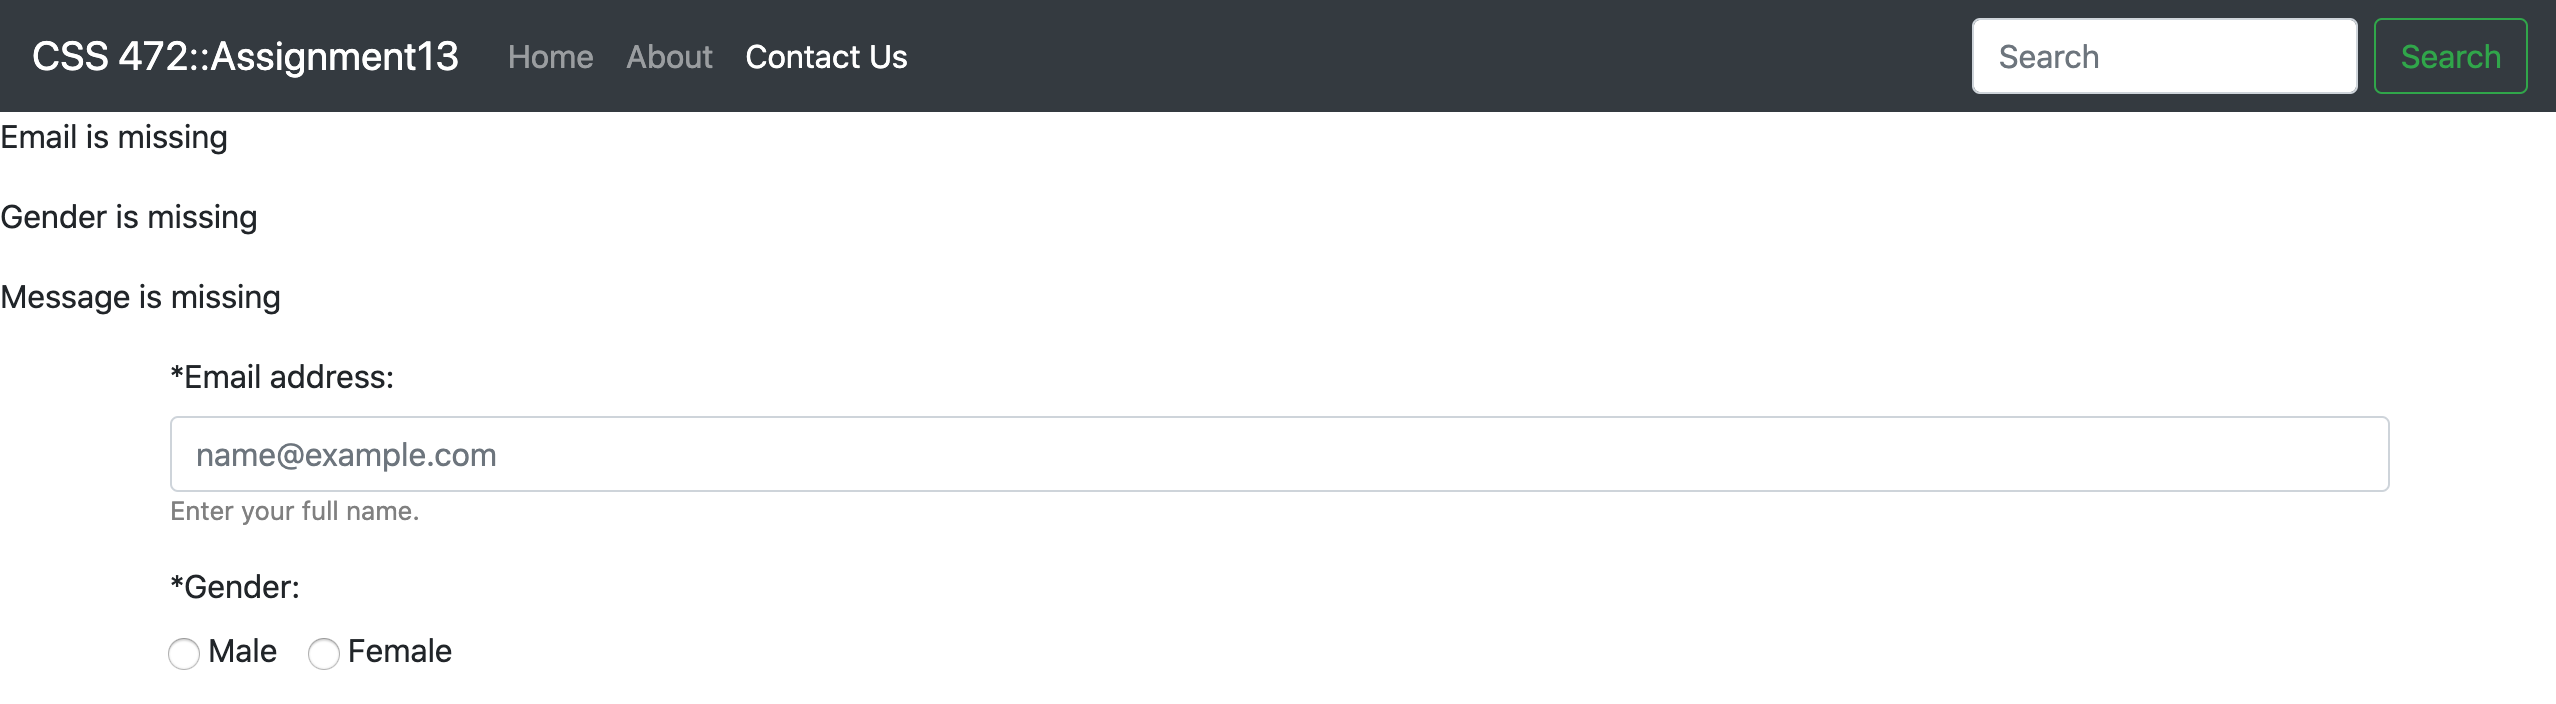 CSS 472::Assignment13 Home About Contact Us Search Search
Email is missing
Gender is missing
Message is missing
*Email address:
name@example.com
Enter your full name.
*Gender:
Male Female